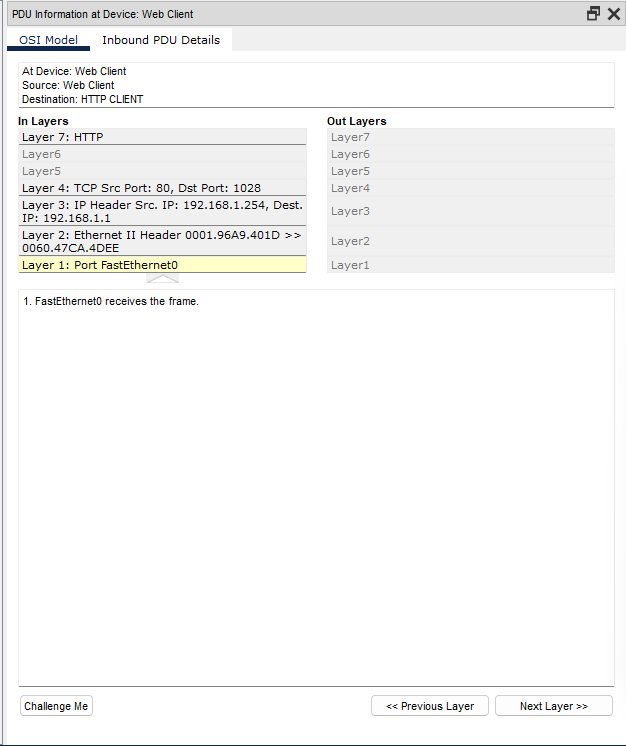 PDU Information at Device: Web Client
OSI Model
Inbound PDU Details
At Device: Web Client
Source: Web Client
Destination: HTTP CLIENT
In Layers
Layer 7: HTTP
Layer6
Layer5
Layer 4: TCP Src Port: 80, Dst Port: 1028
Layer 3: IP Header Src. IP: 192.168.1.254, Dest.
IP: 192.168.1.1
Layer 2: Ethernet II Header 0001.96A9.401D >>
0060.47CA.4DEE
Layer 1: Port FastEthernet0
Out Layers
Layer7
Layer6
Layer5
Layer4
Layer3
Layer2
Layer1
1. FastEthernet0 receives the frame.
Challenge Me
<< Previous Layer
Next Layer >>